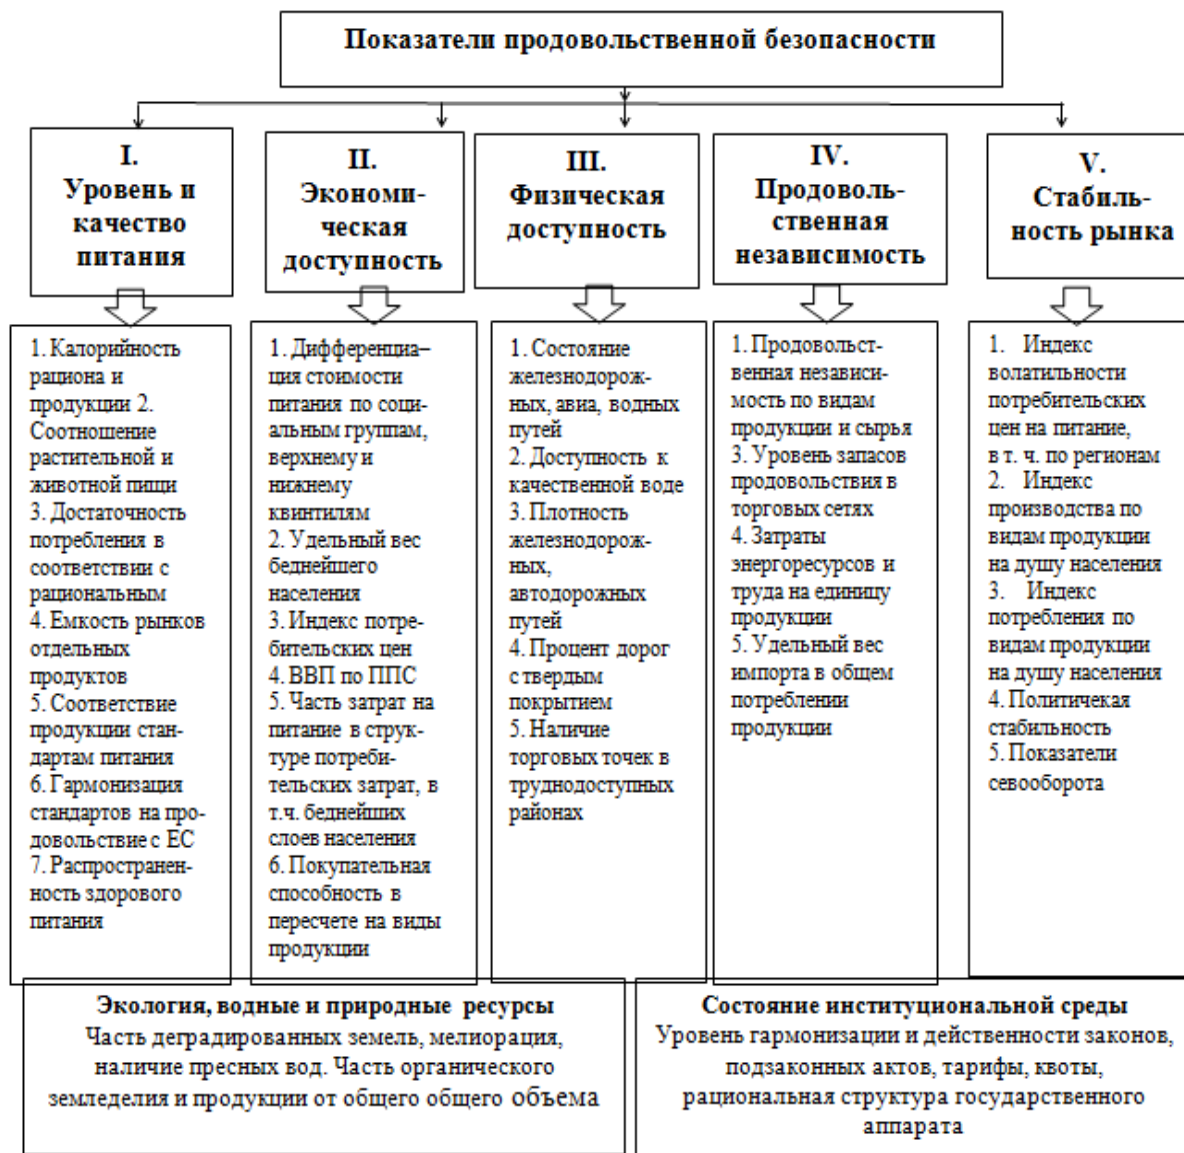 Показатели продовольственной безопасности
I.
Уровень и
качество
питания
II.
Экономи-
ческая
доступность
III.
Физическая
доступность
IV.
Продоволь-
ственная
независимость
V.
Стабиль-
ность рынка
1. Калорийность
рациона и
продукции 2.
Соотношение
растительной и
животной пищи
3. Достаточность
потребления в
соответствии с
рациональным
4. Емкость рынков
отдельных
продуктов
5. Соответствие
продукции стан-
дартам питания
6. Гармонизация
стандартов на про-
довольствие с ЕС
7. Распространен-
ность здорового
питания
1. Дифференциа–
ция стоимости
питания по соци-
альным группам,
верхнему и
нижнему
квинтилям
2. Удельный вес
беднейшего
населения
3. Индекс потре-
бительских цен
4. ВВП по ППС
5. Часть затрат на
питание в струк-
туре потреби-
тельских затрат, в
т.ч. беднейших
слоев населения
6. Покупательная
способность в
пересчете на виды
продукции
1. Состояние
железнодорож-
ных, авиа, водных
путей
2. Доступность к
качественной воде
3. Плотность
железнодорож-
ных,
автодорожных
путей
4. Процент дорог
с твердым
покрытием
5. Наличие
торговых точек в
труднодоступных
районах
1. Продовольст-
венная независи-
мость по видам
продукции и сырья
3. Уровень запасов
продовольствия в
торговых сетях
4. Затраты
энергоресурсов и
труда на единицу
продукции
5. Удельный вес
импорта в общем
потреблении
продукции
1. Индекс
волатильности
потребительских
цен на питание,
в т. ч. по регионам
2. Индекс
производства по
видам продукции
на душу населения
3. Индекс
потребления по
видам продукции
на душу населения
4. Политичекая
стабильность
5. Показатели
севооборота
Экология, водные и природные ресурсы
Часть деградированных земель, мелиорация,
наличие пресных вод. Часть органического
земледелия и продукции от общего общего объема
Состояние институциональной среды
Уровень гармонизации и действенности законов,
подзаконных актов, тарифы, квоты,
рациональная структура государственного
аппарата